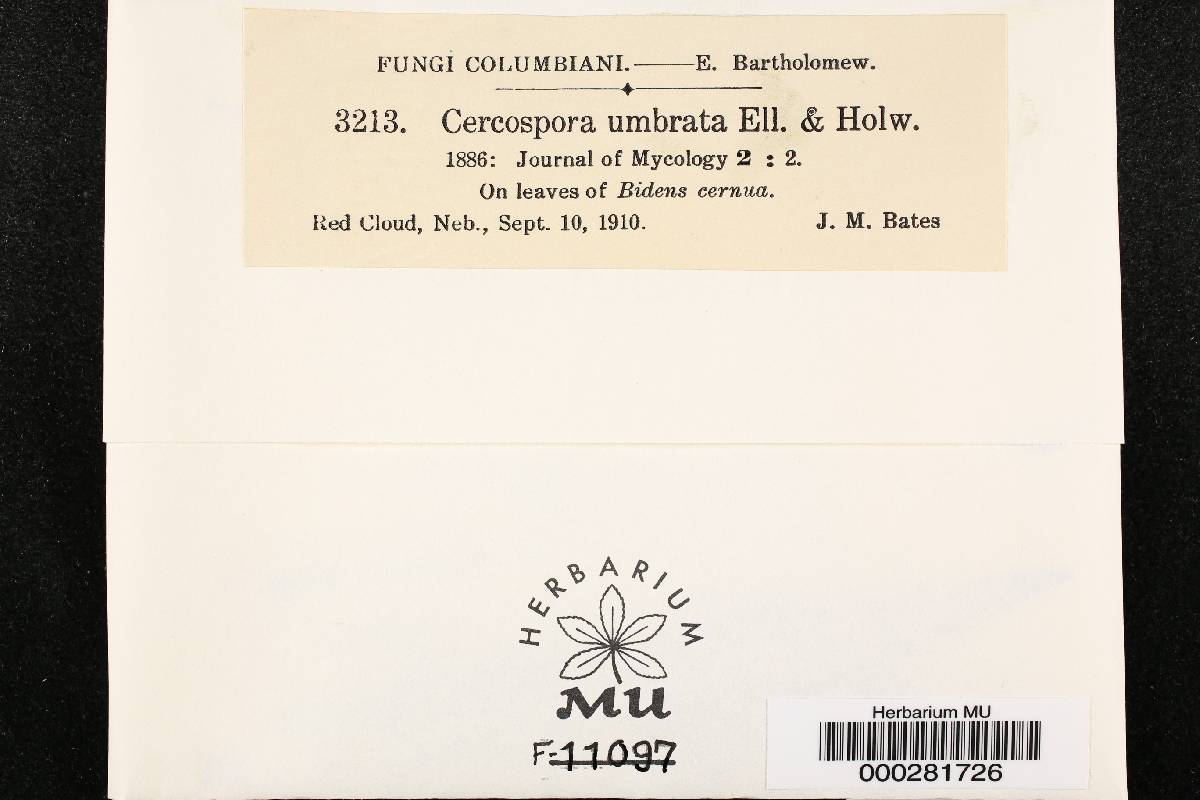 FUNGI COLUMBIANI.——E. Bartholomew.
3213. Cercospora umbrata Ell. & Holw.
1886: Journal of Mycology 2 : 2.
On leaves of Bidens cernua.
Red Cloud, Neb., Sept. 10, 1910. J. M. Bates
HERBARIUM
MU
F-11097
Herbarium MU
000281726